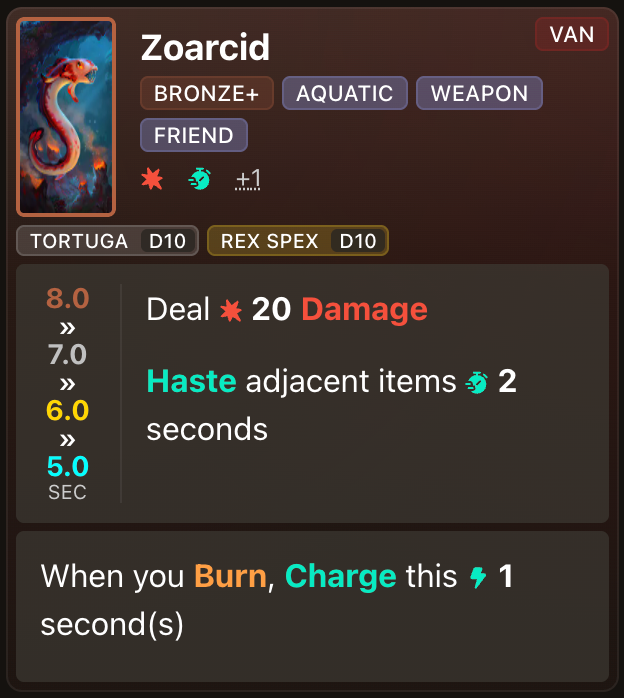 Zoarcid
VAN
BRONZE+ AQUATIC WEAPON
FRIEND
+1
TORTUGA D10 REX SPEX D10
8.0
»
7.0
»
6.0
»
5.0
SEC
Deal 20 Damage
Haste adjacent items 2
seconds
When you Burn, Charge this 1
second(s)